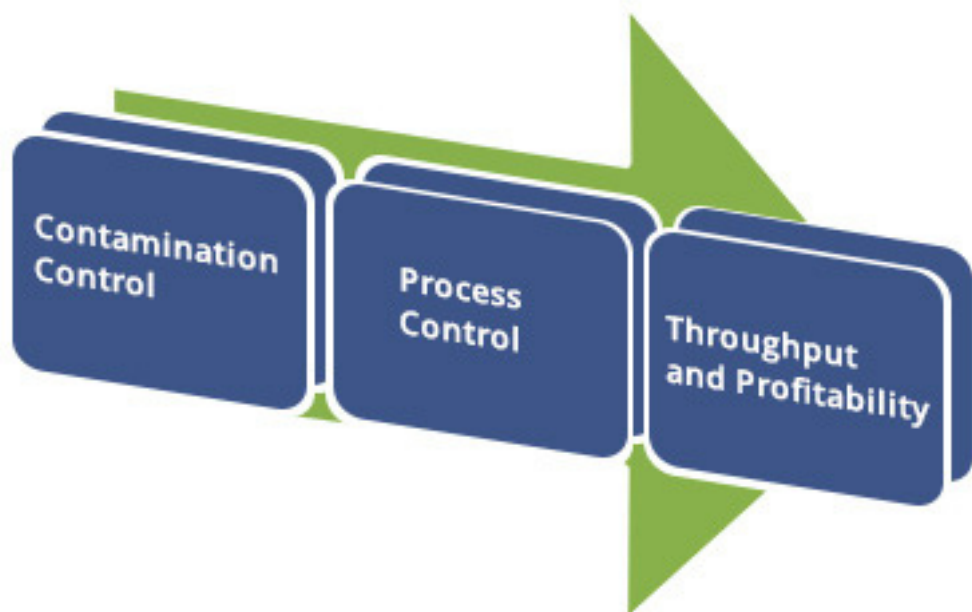 Contamination
Control
Process
Control
Throughput
and Profitability